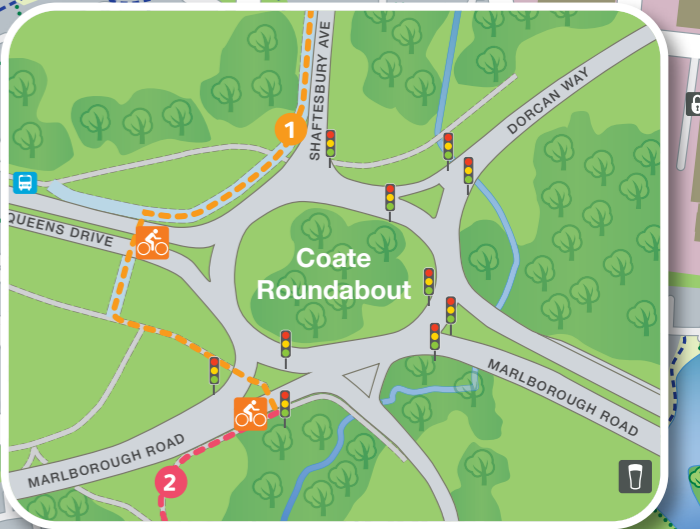 SHAFTESBURY AVE
1
DORCAN WAY
QUEENS DRIVE
Coate
Roundabout
MARLBOROUGH ROAD
MARLBOROUGH ROAD
2